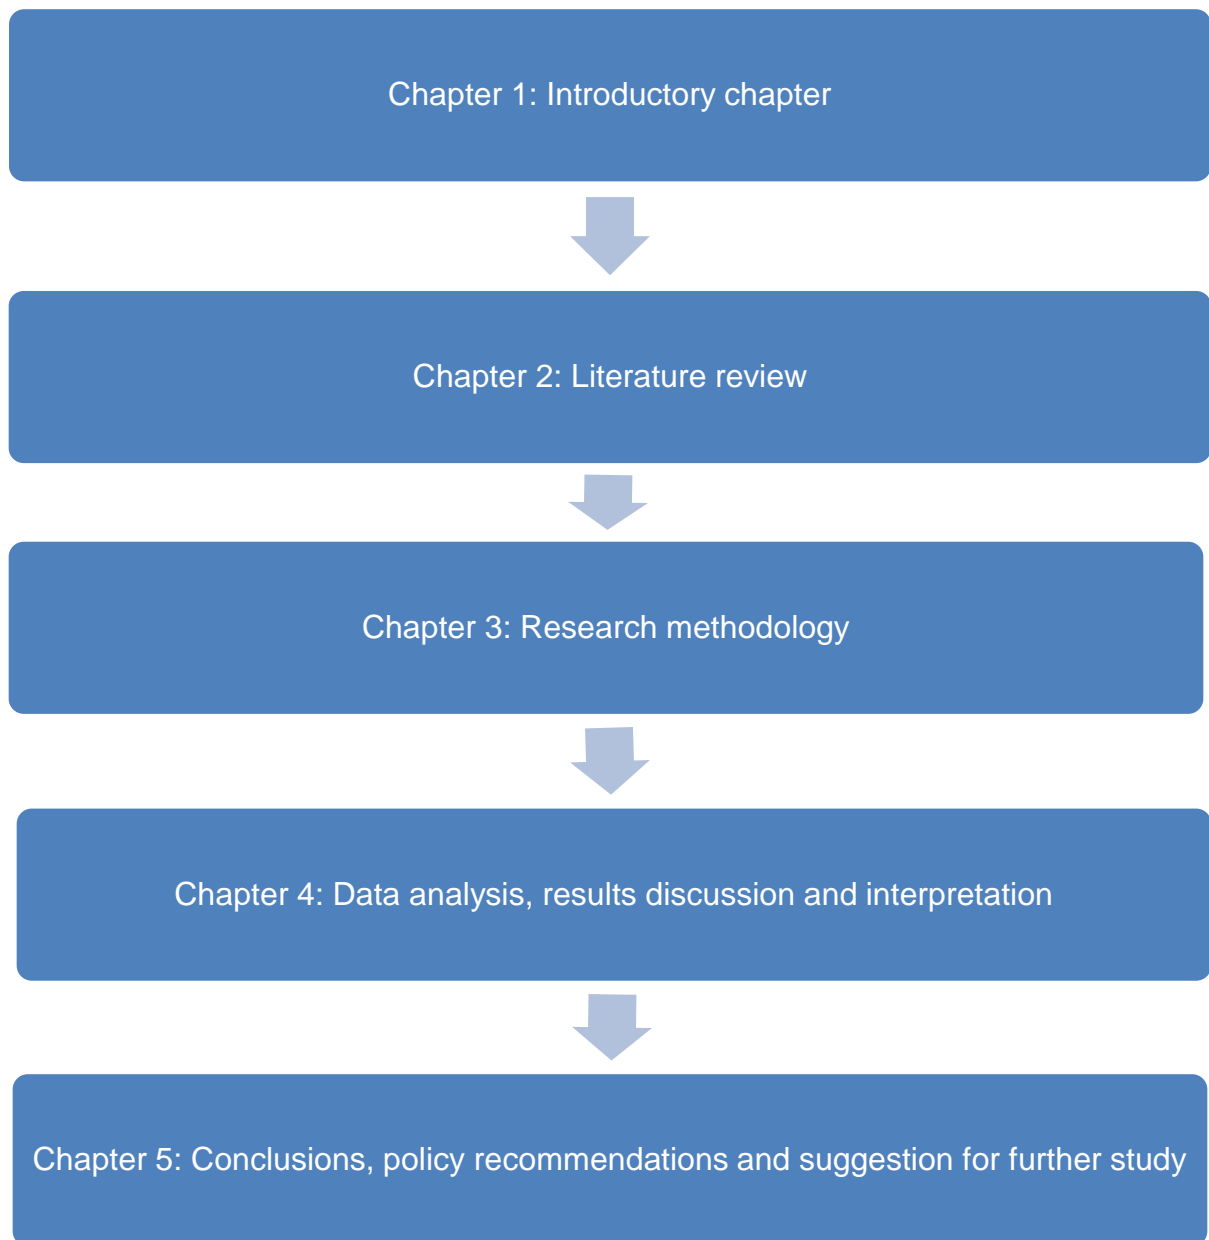 Chapter 1: Introductory chapter
Chapter 2: Literature review
Chapter 3: Research methodology
Chapter 4: Data analysis, results discussion and interpretation
Chapter 5: Conclusions, policy recommendations and suggestion for further study